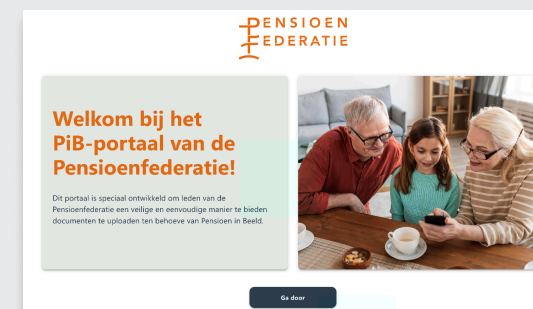 PENSIOEN
FEDERATIE
Welkom bij het
PiB-portaal van de
Pensioenfederatie!
Dit portaal is speciaal ontwikkeld om leden van de
Pensioenfederatie een veilige en eenvoudige manier te bieden
documenten te uploaden ten behoeve van Pensioen in Beeld.
Ga door